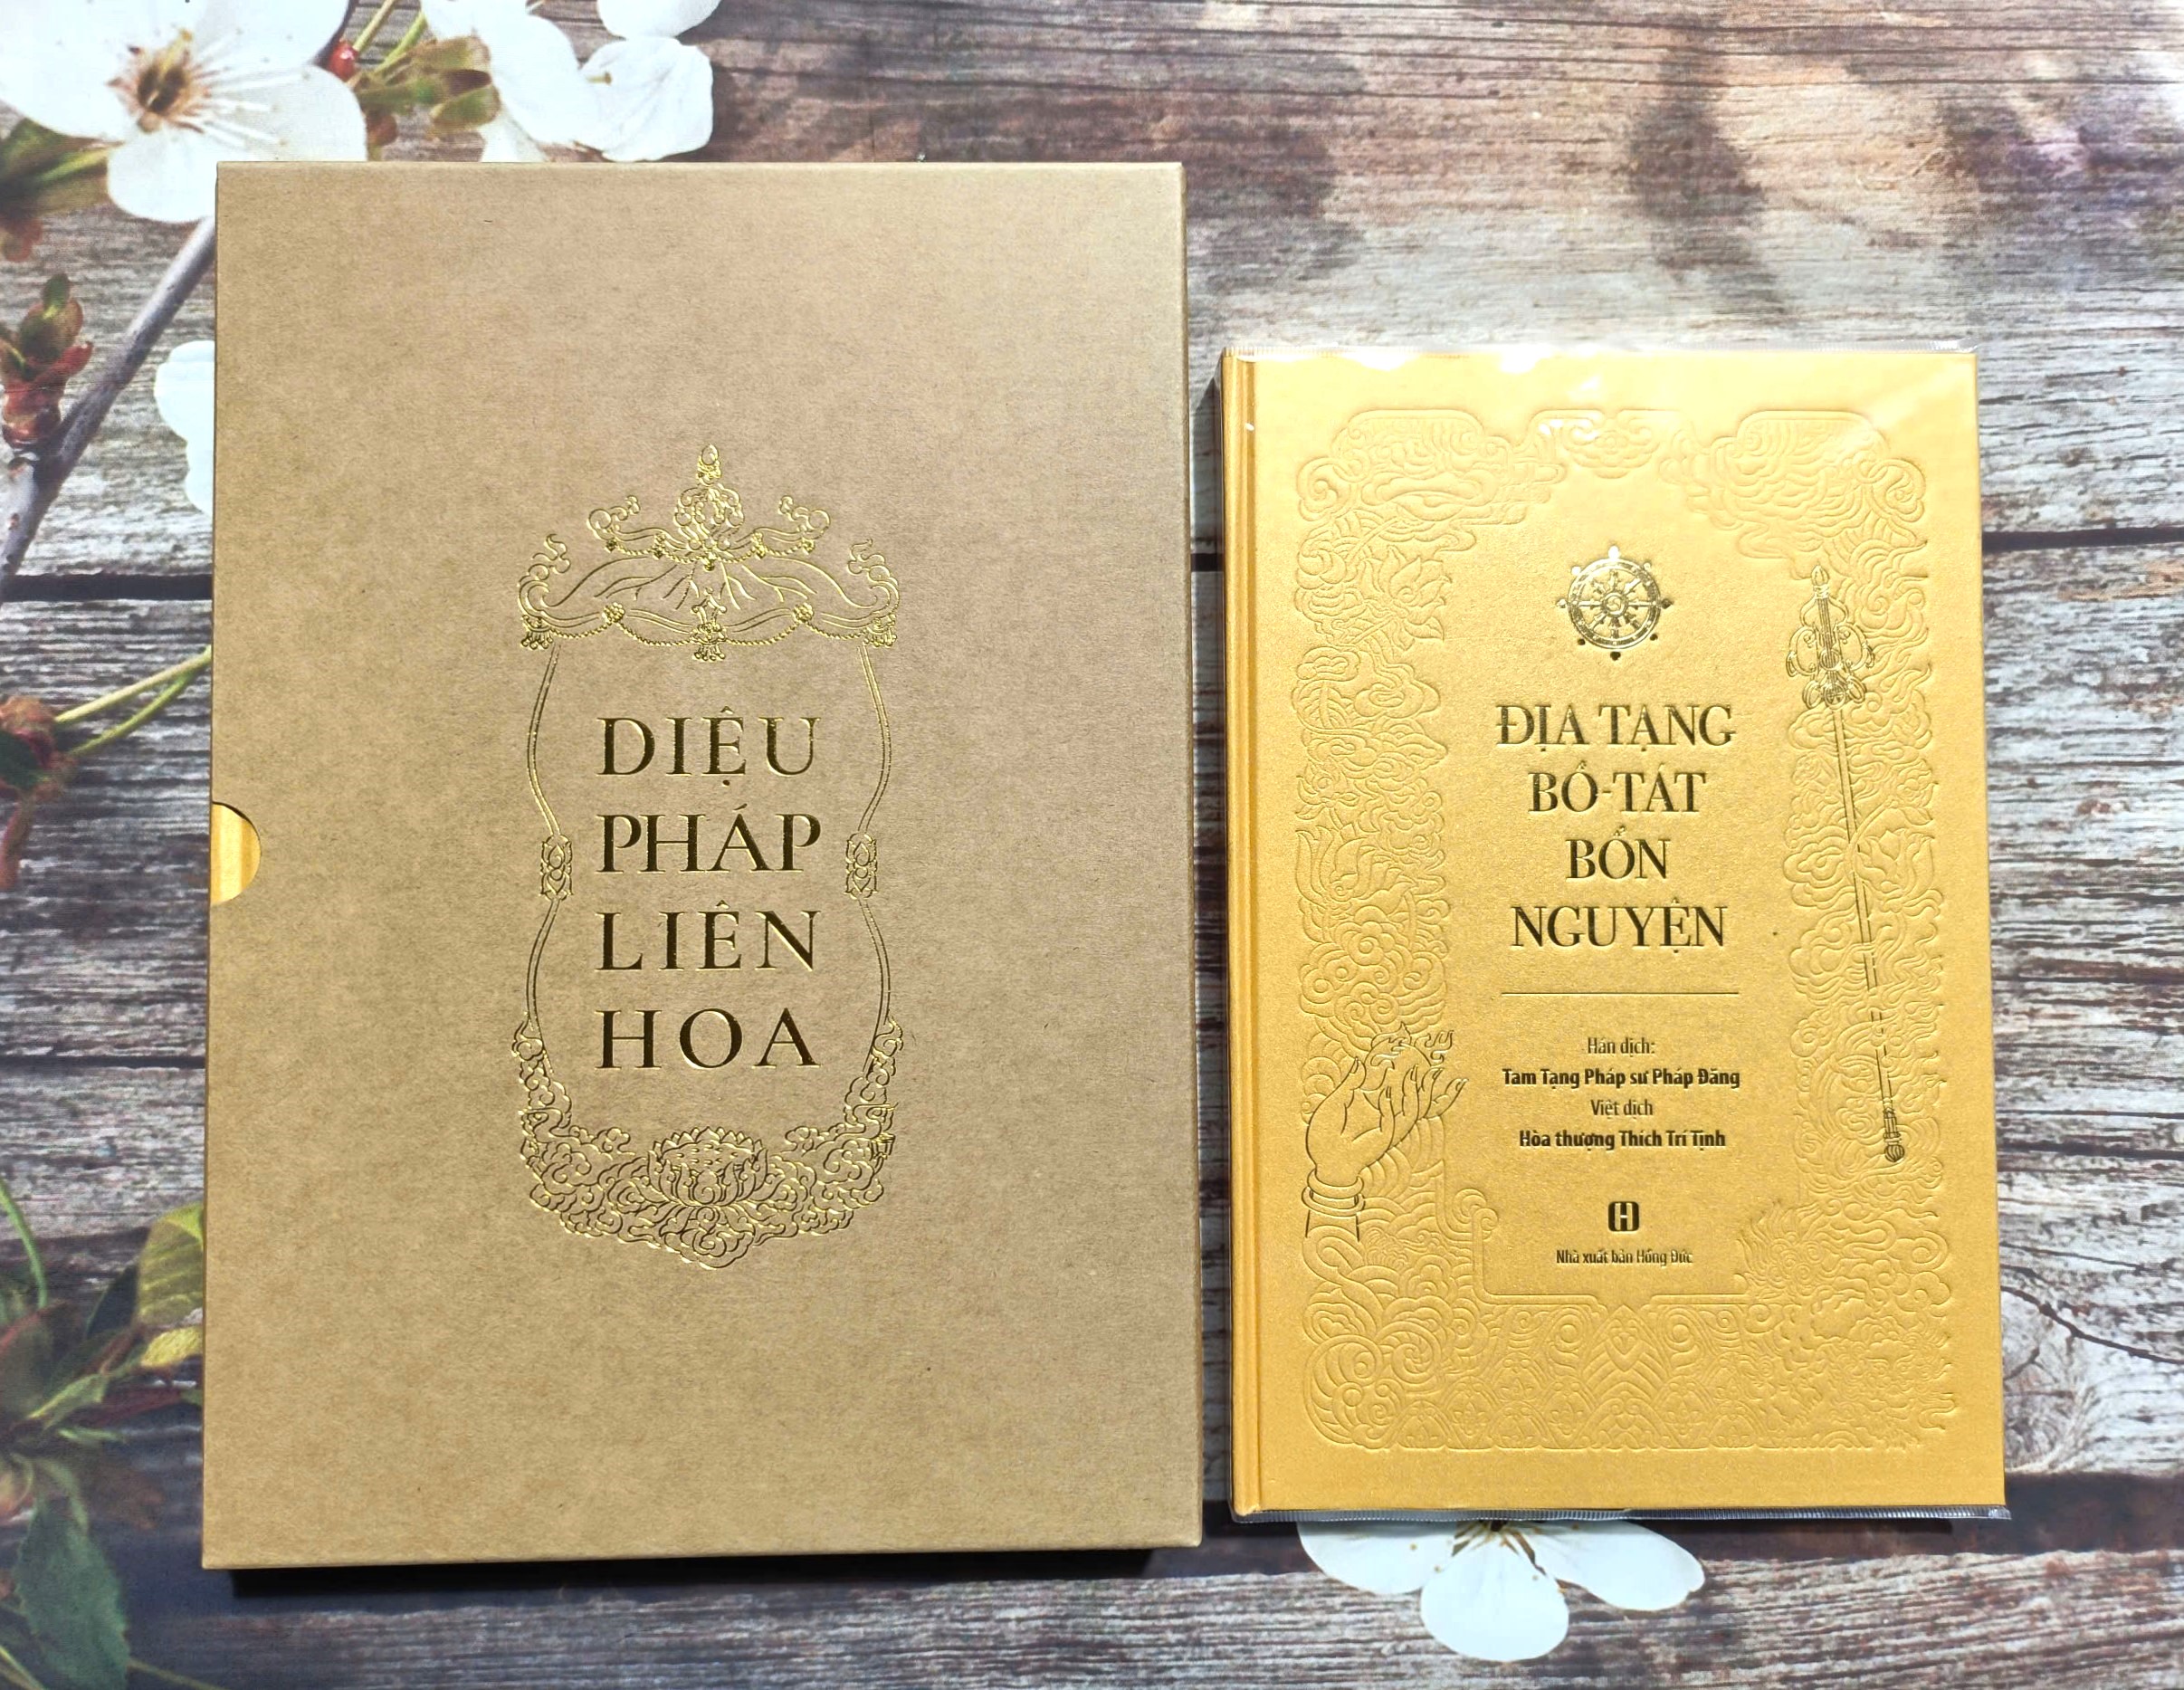 DIỆU
PHÁP
LIÊN
HOA
ĐỊA TẠNG
BỒ-TÁT
BỔN
NGUYỆN
Hán dịch:
Tam Tạng Pháp sư Pháp Đăng
Việt dịch
Hòa thượng Thích Trí Tịnh
Nhà xuất bản Hồng Đức